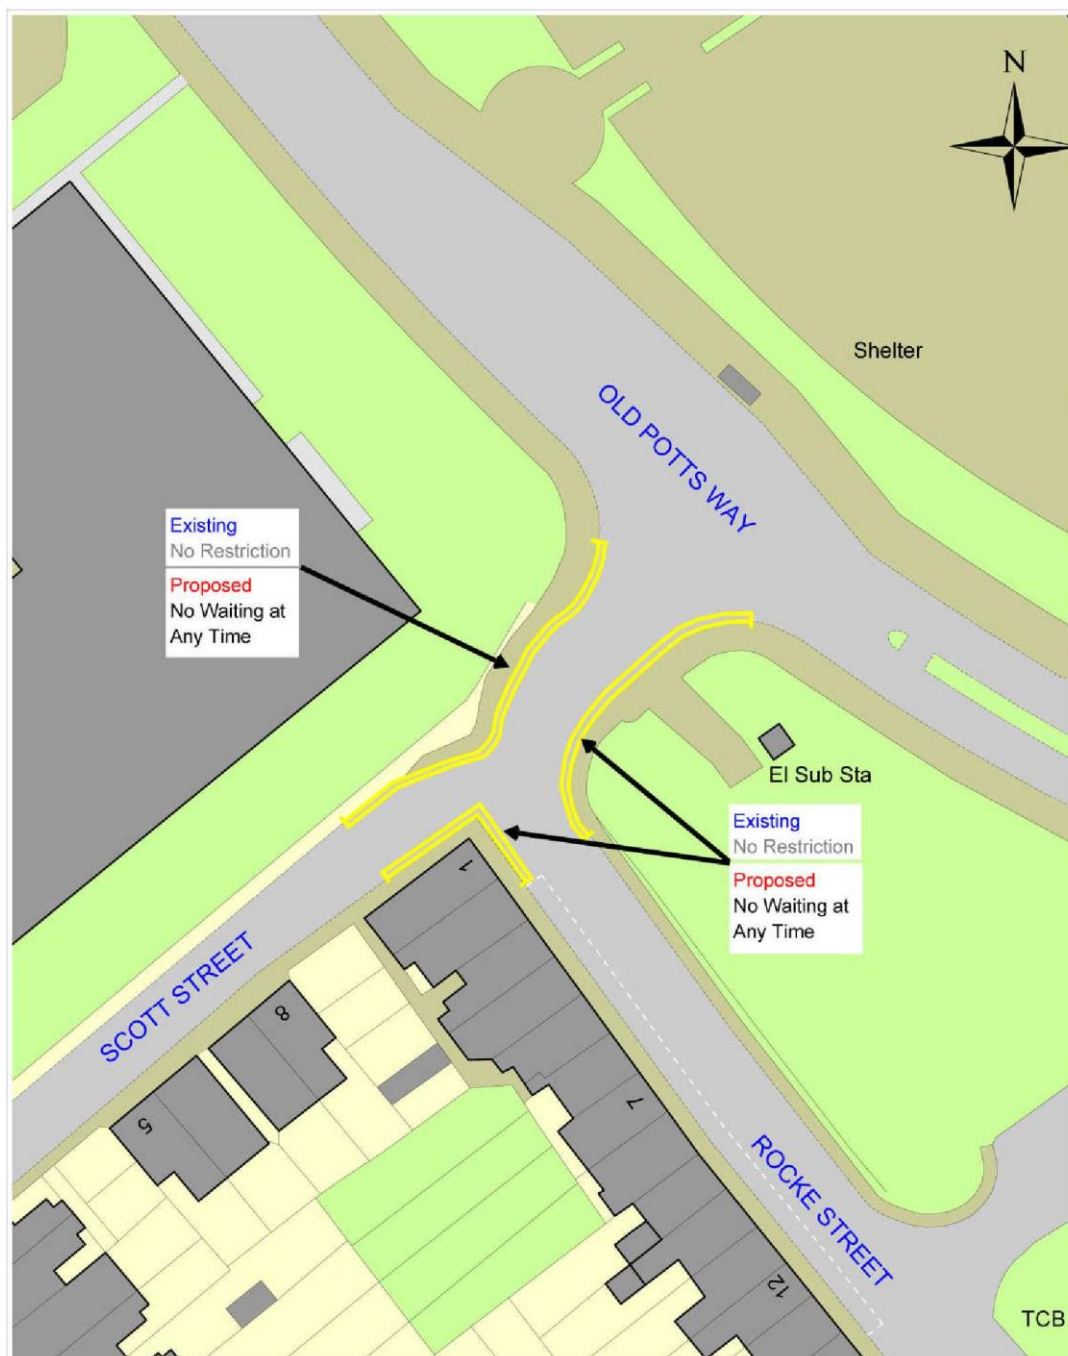 N
Shelter
OLD POTTS WAY
Existing
No Restriction
Proposed
No Waiting at
Any Time
El Sub Sta
Existing
No Restriction
Proposed
No Waiting at
Any Time
1
SCOTT STREET
8
5
7
ROCKE STREET
12
TCB